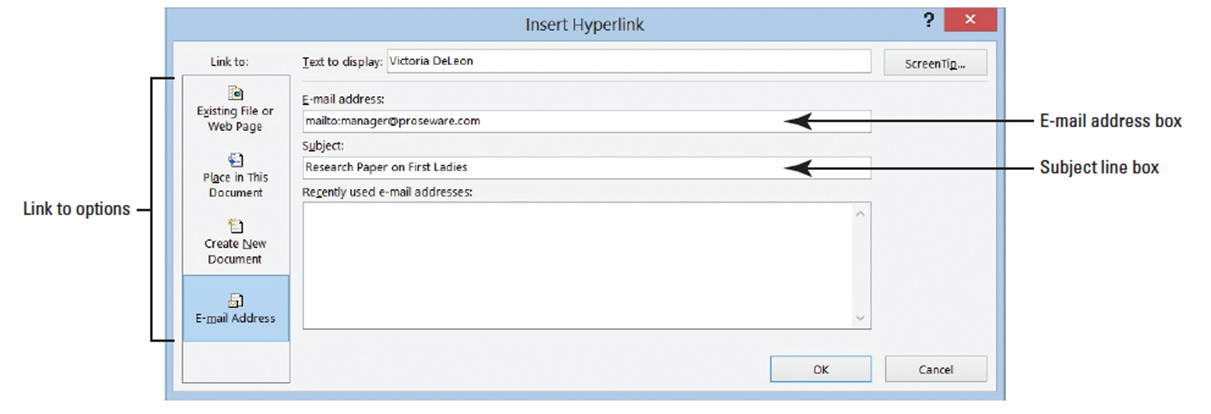 Insert Hyperlink
?
Link to:
Text to display: Victoria DeLeon
ScreenTip...
Existing File or
Web Page
E-mail address:
mailto:manager@proseware.com
E-mail address box
Subject:
Research Paper on First Ladies
Subject line box
Place in This
Document
Recently used e-mail addresses:
Link to options
Create New
Document
E-mail Address
OK
Cancel